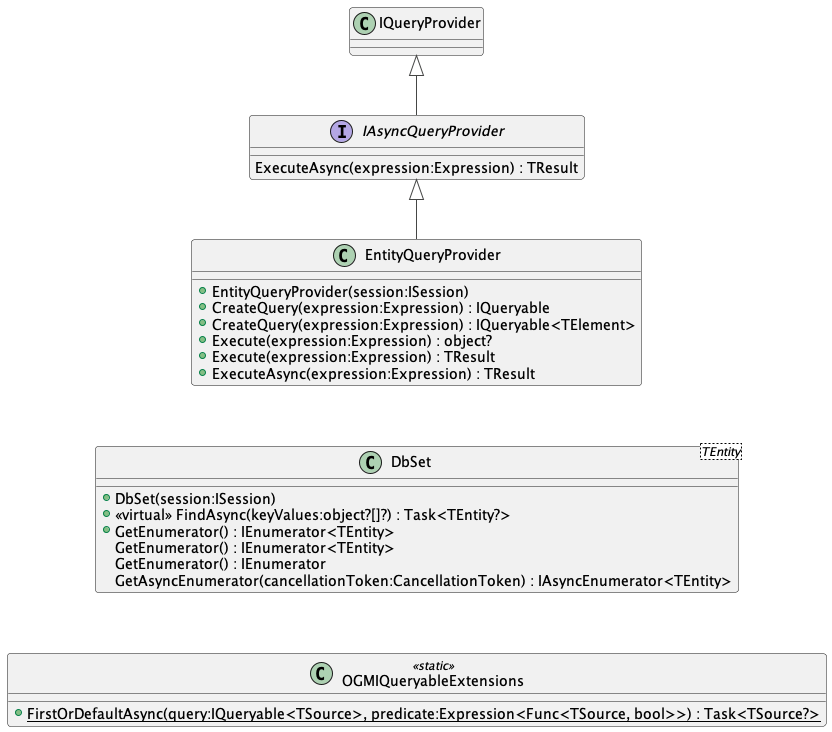 C IQueryProvider
I IAsyncQueryProvider
ExecuteAsync(expression:Expression) : TResult
C EntityQueryProvider
EntityQueryProvider(session:ISession)
CreateQuery(expression:Expression) : IQueryable
CreateQuery(expression:Expression) : IQueryable<TElement>
Execute(expression:Expression) : object?
Execute(expression:Expression) : TResult
ExecuteAsync(expression:Expression) : TResult
TEntity
C DbSet
DbSet(session:ISession)
«virtual» FindAsync(keyValues:object?[]?) : Task<TEntity?>
GetEnumerator() : IEnumerator<TEntity>
GetEnumerator() : IEnumerator<TEntity>
GetEnumerator() : IEnumerator
GetAsyncEnumerator(cancellationToken:CancellationToken) : IAsyncEnumerator<TEntity>
«static»
C OGMIQueryableExtensions
FirstOrDefaultAsync(query:IQueryable<TSource>, predicate:Expression<Func<TSource, bool>>) : Task<TSource?>